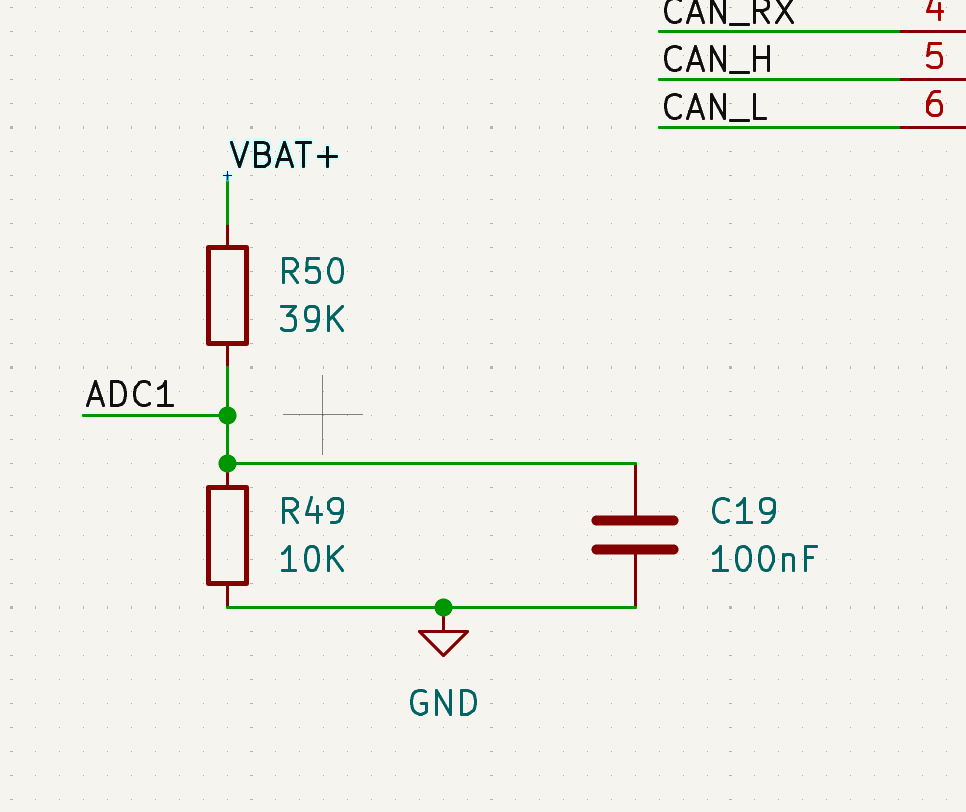 CAN_RX 4
CAN_H 5
CAN_L 6
VBAT+
R50
39K
ADC1
R49
10K
C19
100nF
GND